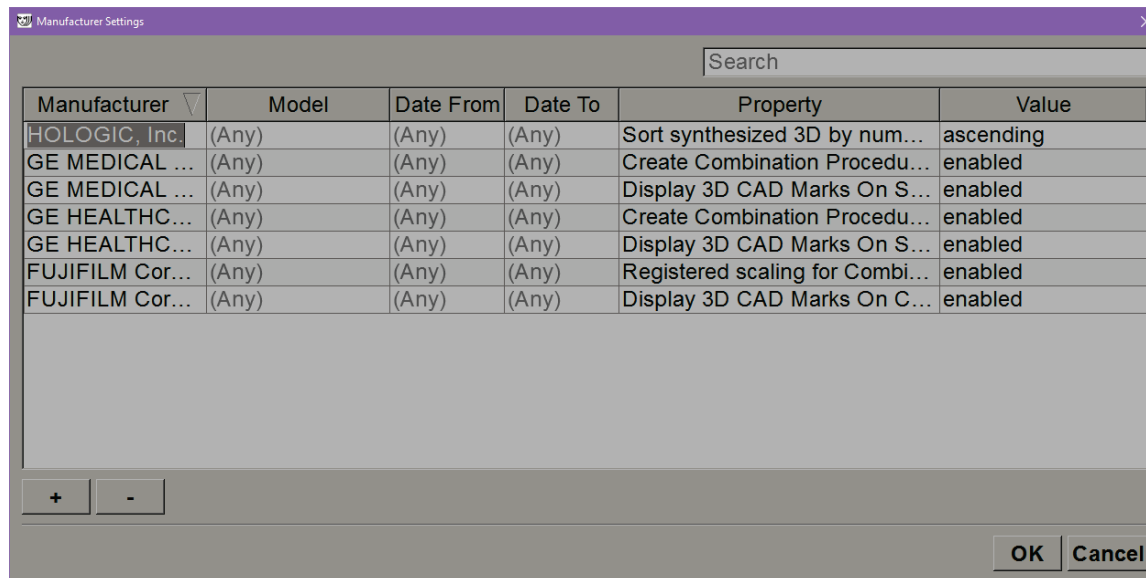 Manufacturer Settings
Search
Manufacturer Model Date From Date To Property Value
HOLOGIC, Inc. (Any) (Any) (Any) Sort synthesized 3D by num... ascending
GE MEDICAL ... (Any) (Any) (Any) Create Combination Procedu... enabled
GE MEDICAL ... (Any) (Any) (Any) Display 3D CAD Marks On S... enabled
GE HEALTHC... (Any) (Any) (Any) Create Combination Procedu... enabled
GE HEALTHC... (Any) (Any) (Any) Display 3D CAD Marks On S... enabled
FUJIFILM Cor... (Any) (Any) (Any) Registered scaling for Combi... enabled
FUJIFILM Cor... (Any) (Any) (Any) Display 3D CAD Marks On C... enabled
+ -
OK Cancel